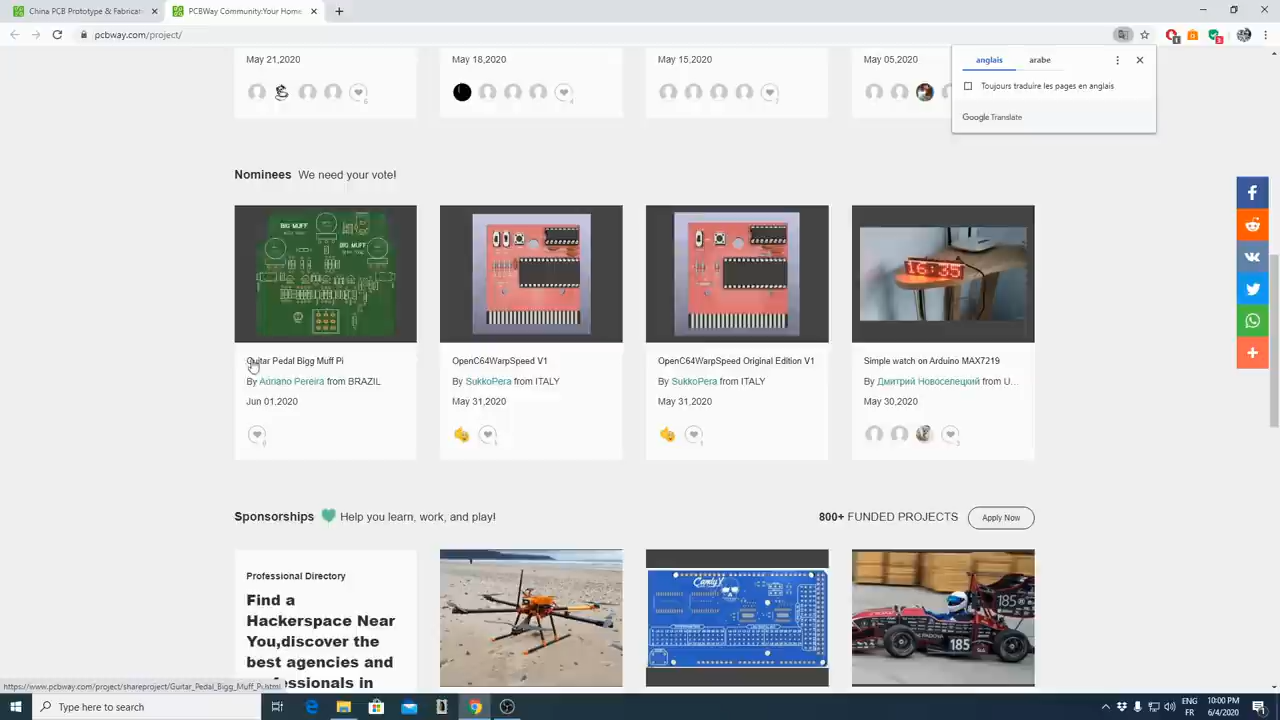 China PCB Prototype & Fabricat
PCBWay Community:Your Home
pcbway.com/project/
anglais
arabe
Toujours traduire les pages en anglais
Google Translate
May 21,2020
May 18,2020
May 15,2020
May 05,2020
Nominees We need your vote!
BIG MUFF
BIG MUFF
16:35
Guitar Pedal Bigg Muff Pi
By Adriano Pereira from BRAZIL
Jun 01,2020
OpenC64WarpSpeed V1
By SukkoPera from ITALY
May 31,2020
OpenC64WarpSpeed Original Edition V1
By SukkoPera from ITALY
May 31,2020
Simple watch on Arduino MAX7219
By Дмитрий Новоселецкий from U...
May 30,2020
Sponsorships Help you learn, work, and play!
800+ FUNDED PROJECTS
Apply Now
Professional Directory
Find a
Hackerspace Near
You,discover the
best agencies and
professionals in
185
185
https://www.pcbway.com/project/shareproject/Guitar_Pedal_Bigg_Muff_Pi.html
Type here to search
FR
10:00 PM
6/4/2020